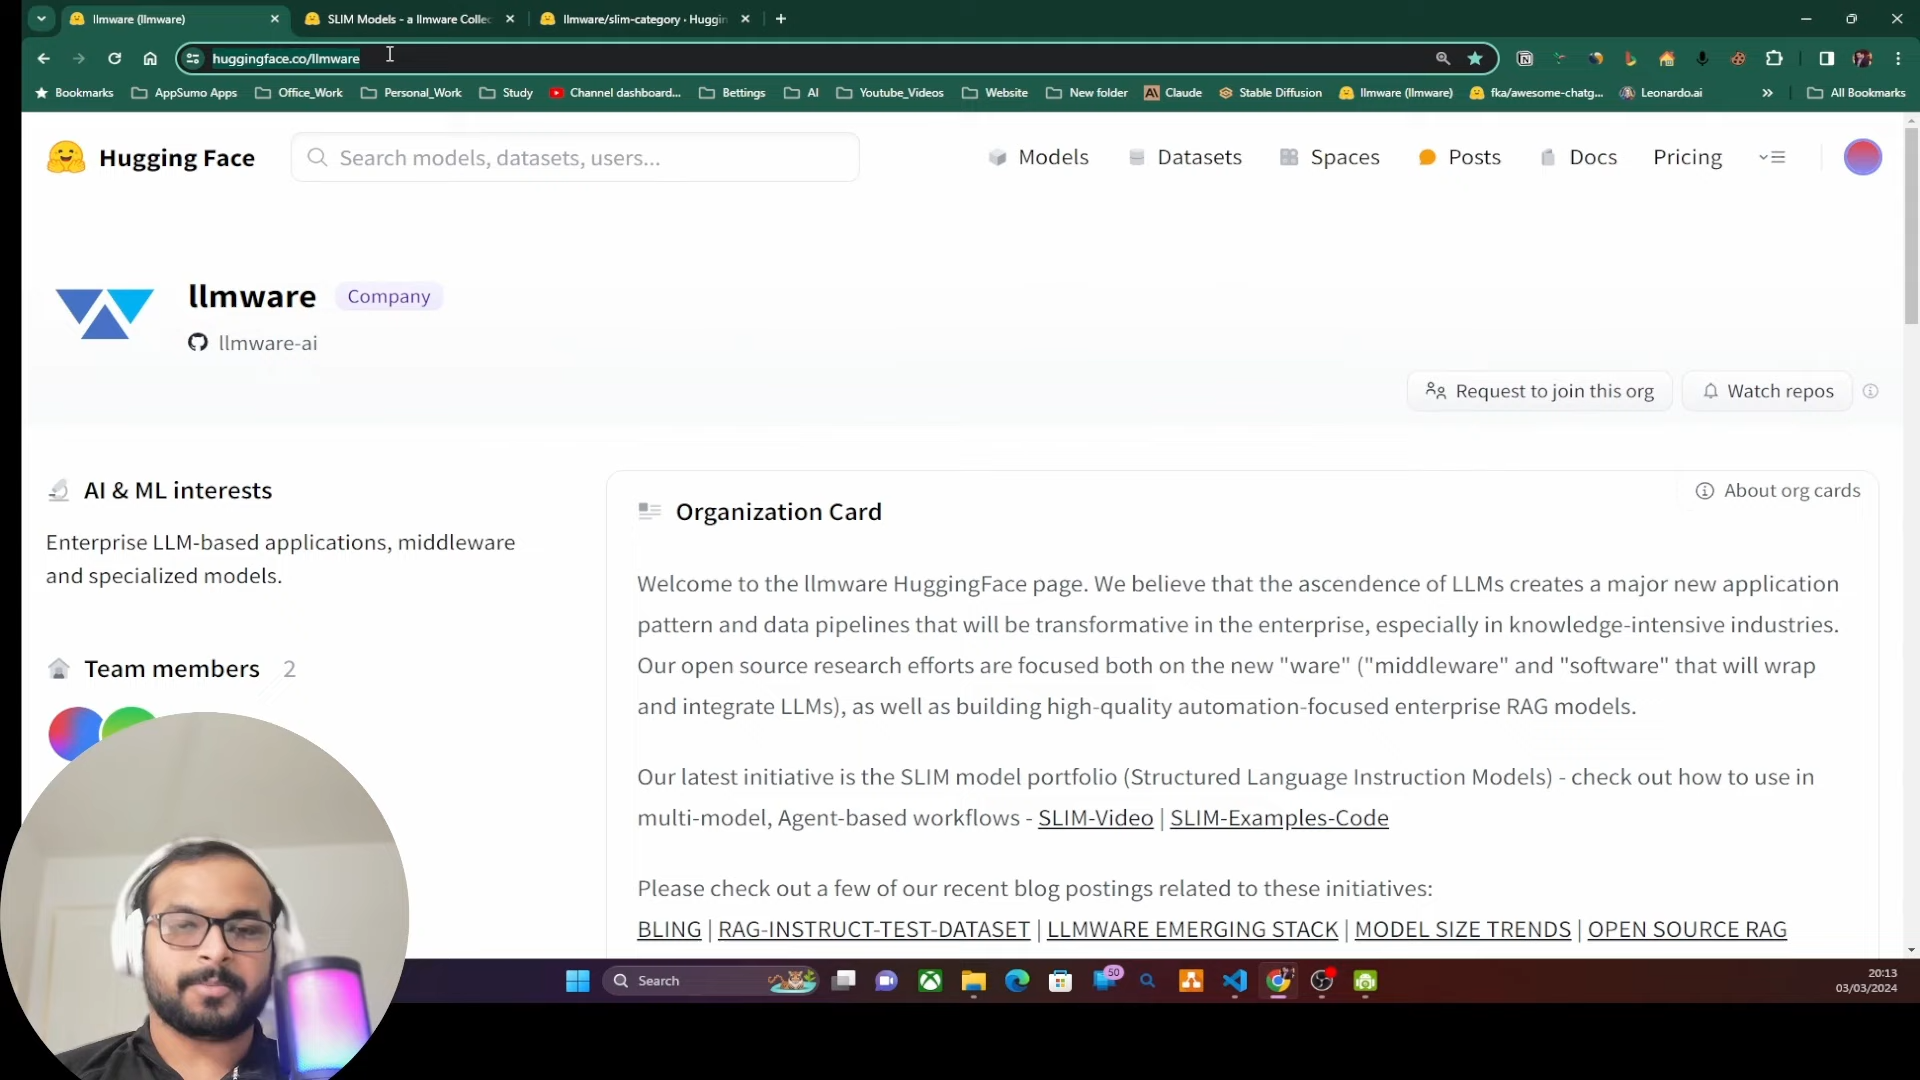 llmware (llmware)
SLIM Models - a llmware Collec
llmware/slim-category · Huggin
huggingface.co/llmware
Bookmarks
AppSumo Apps
Office_Work
Personal_Work
Study
Channel dashboard...
Bettings
AI
Youtube_Videos
Website
New folder
Claude
Stable Diffusion
llmware (llmware)
fka/awesome-chatg...
Leonardo.ai
All Bookmarks
Hugging Face
Search models, datasets, users...
Models
Datasets
Spaces
Posts
Docs
Pricing
llmware
Company
llmware-ai
Request to join this org
Watch repos
AI & ML interests
Enterprise LLM-based applications, middleware
and specialized models.
Team members 2
About org cards
Organization Card
Welcome to the llmware HuggingFace page. We believe that the ascendence of LLMs creates a major new application
pattern and data pipelines that will be transformative in the enterprise, especially in knowledge-intensive industries.
Our open source research efforts are focused both on the new "ware" ("middleware" and "software" that will wrap
and integrate LLMs), as well as building high-quality automation-focused enterprise RAG models.
Our latest initiative is the SLIM model portfolio (Structured Language Instruction Models) - check out how to use in
multi-model, Agent-based workflows - SLIM-Video | SLIM-Examples-Code
Please check out a few of our recent blog postings related to these initiatives:
BLING | RAG-INSTRUCT-TEST-DATASET | LLMWARE EMERGING STACK | MODEL SIZE TRENDS | OPEN SOURCE RAG
Search
50
20:13
03/03/2024